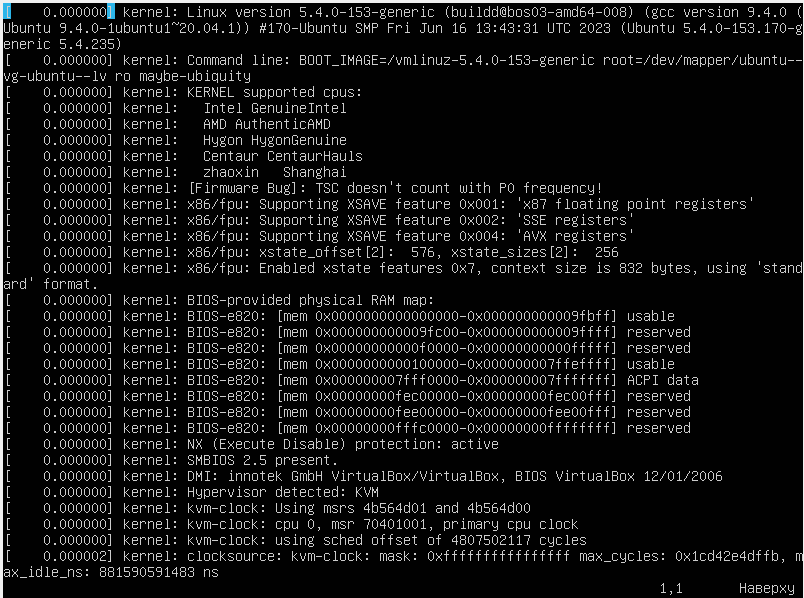 [    0.000000] kernel: Linux version 5.4.0-153-generic (buildd@bos03-amd64-008) (gcc version 9.4.0 (
Ubuntu 9.4.0-1ubuntu1~20.04.1)) #170-Ubuntu SMP Fri Jun 16 13:43:31 UTC 2023 (Ubuntu 5.4.0-153.170-g
eneric 5.4.235)
[    0.000000] kernel: Command line: BOOT_IMAGE=/vmlinuz-5.4.0-153-generic root=/dev/mapper/ubuntu--
vg-ubuntu--lv ro maybe-ubiquity
[    0.000000] kernel: KERNEL supported cpus:
[    0.000000] kernel:   Intel GenuineIntel
[    0.000000] kernel:   AMD AuthenticAMD
[    0.000000] kernel:   Hygon HygonGenuine
[    0.000000] kernel:   Centaur CentaurHauls
[    0.000000] kernel:   zhaoxin   Shanghai
[    0.000000] kernel: [Firmware Bug]: TSC doesn't count with P0 frequency!
[    0.000000] kernel: x86/fpu: Supporting XSAVE feature 0x001: 'x87 floating point registers'
[    0.000000] kernel: x86/fpu: Supporting XSAVE feature 0x002: 'SSE registers'
[    0.000000] kernel: x86/fpu: Supporting XSAVE feature 0x004: 'AVX registers'
[    0.000000] kernel: x86/fpu: xstate_offset[2]:  576, xstate_sizes[2]:  256
[    0.000000] kernel: x86/fpu: Enabled xstate features 0x7, context size is 832 bytes, using 'stand
ard' format.
[    0.000000] kernel: BIOS-provided physical RAM map:
[    0.000000] kernel: BIOS-e820: [mem 0x0000000000000000-0x000000000009fbff] usable
[    0.000000] kernel: BIOS-e820: [mem 0x000000000009fc00-0x000000000009ffff] reserved
[    0.000000] kernel: BIOS-e820: [mem 0x00000000000f0000-0x00000000000fffff] reserved
[    0.000000] kernel: BIOS-e820: [mem 0x0000000000100000-0x000000007ffeffff] usable
[    0.000000] kernel: BIOS-e820: [mem 0x000000007fff0000-0x000000007fffffff] ACPI data
[    0.000000] kernel: BIOS-e820: [mem 0x00000000fec00000-0x00000000fec00fff] reserved
[    0.000000] kernel: BIOS-e820: [mem 0x00000000fee00000-0x00000000fee00fff] reserved
[    0.000000] kernel: BIOS-e820: [mem 0x00000000fffc0000-0x00000000ffffffff] reserved
[    0.000000] kernel: NX (Execute Disable) protection: active
[    0.000000] kernel: SMBIOS 2.5 present.
[    0.000000] kernel: DMI: innotek GmbH VirtualBox/VirtualBox, BIOS VirtualBox 12/01/2006
[    0.000000] kernel: Hypervisor detected: KVM
[    0.000000] kernel: kvm-clock: Using msrs 4b564d01 and 4b564d00
[    0.000000] kernel: kvm-clock: cpu 0, msr 70401001, primary cpu clock
[    0.000000] kernel: kvm-clock: using sched offset of 4807502117 cycles
[    0.000002] kernel: clocksource: kvm-clock: mask: 0xffffffffffffffff max_cycles: 0x1cd42e4dffb, m
ax_idle_ns: 881590591483 ns
1,1 Наверху